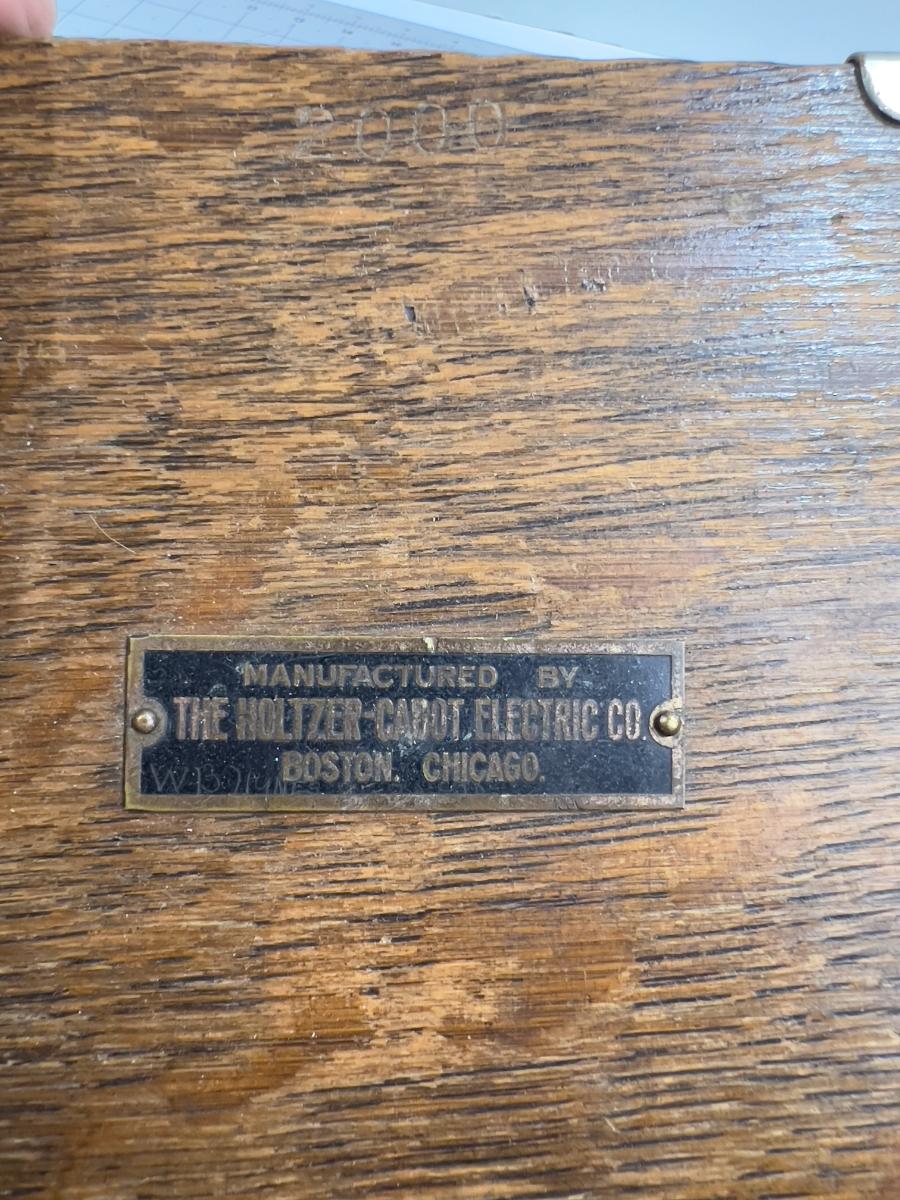 2000
MANUFACTURED BY
THE HOLTZER-CABOT ELECTRIC CO.
BOSTON. CHICAGO.